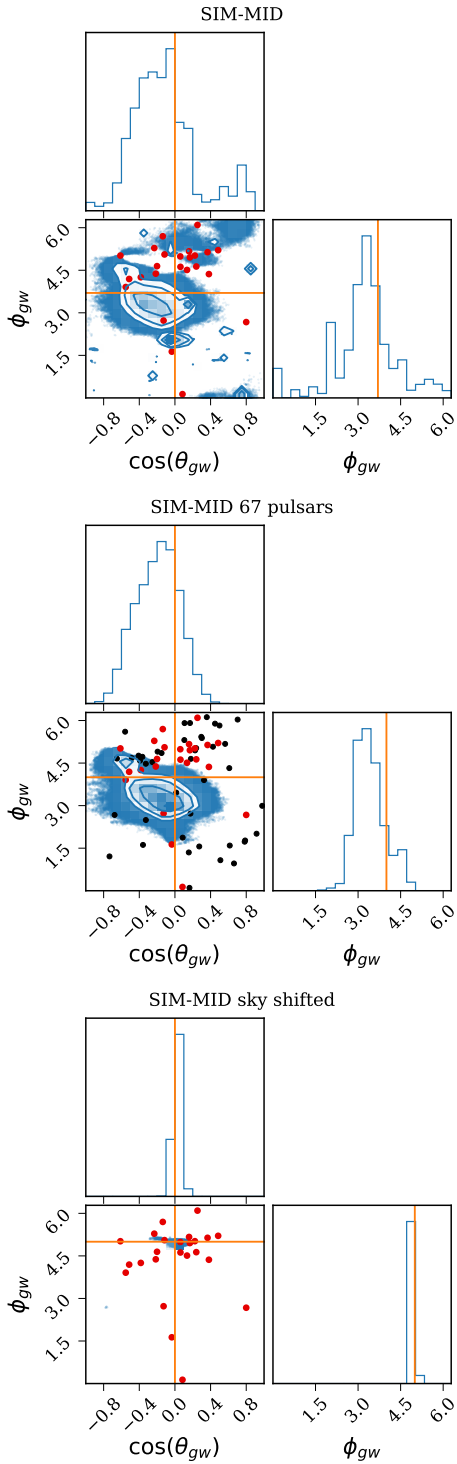 SIM-MID
6.0
4.5
3.0
1.5
ϕgw
−0.8 −0.4 0.0 0.4 0.8
cos(θgw)
1.5 3.0 4.5 6.0
ϕgw
SIM-MID 67 pulsars
6.0
4.5
3.0
1.5
ϕgw
−0.8 −0.4 0.0 0.4 0.8
cos(θgw)
1.5 3.0 4.5 6.0
ϕgw
SIM-MID sky shifted
6.0
4.5
3.0
1.5
ϕgw
−0.8 −0.4 0.0 0.4 0.8
cos(θgw)
1.5 3.0 4.5 6.0
ϕgw